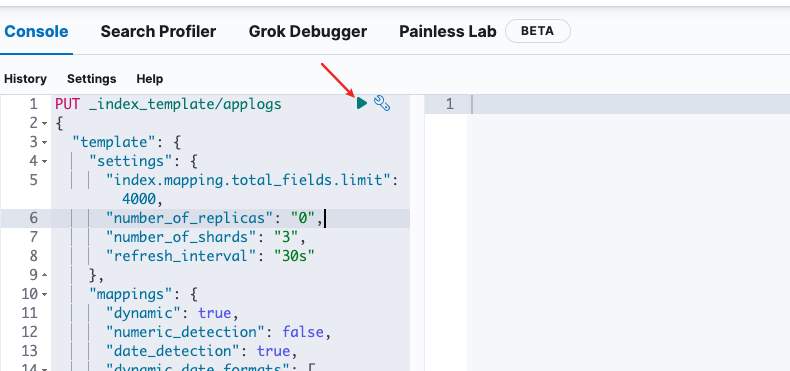 Console Search Profiler Grok Debugger Painless Lab BETA
History Settings Help
1 PUT _index_template/applogs
2 {
3 "template": {
4 "settings": {
5 "index.mapping.total_fields.limit":
4000,
6 "number_of_replicas": "0",
7 "number_of_shards": "3",
8 "refresh_interval": "30s"
9 },
10 "mappings": {
11 "dynamic": true,
12 "numeric_detection": false,
13 "date_detection": true,
14 "dynamic_date_formats": [
1